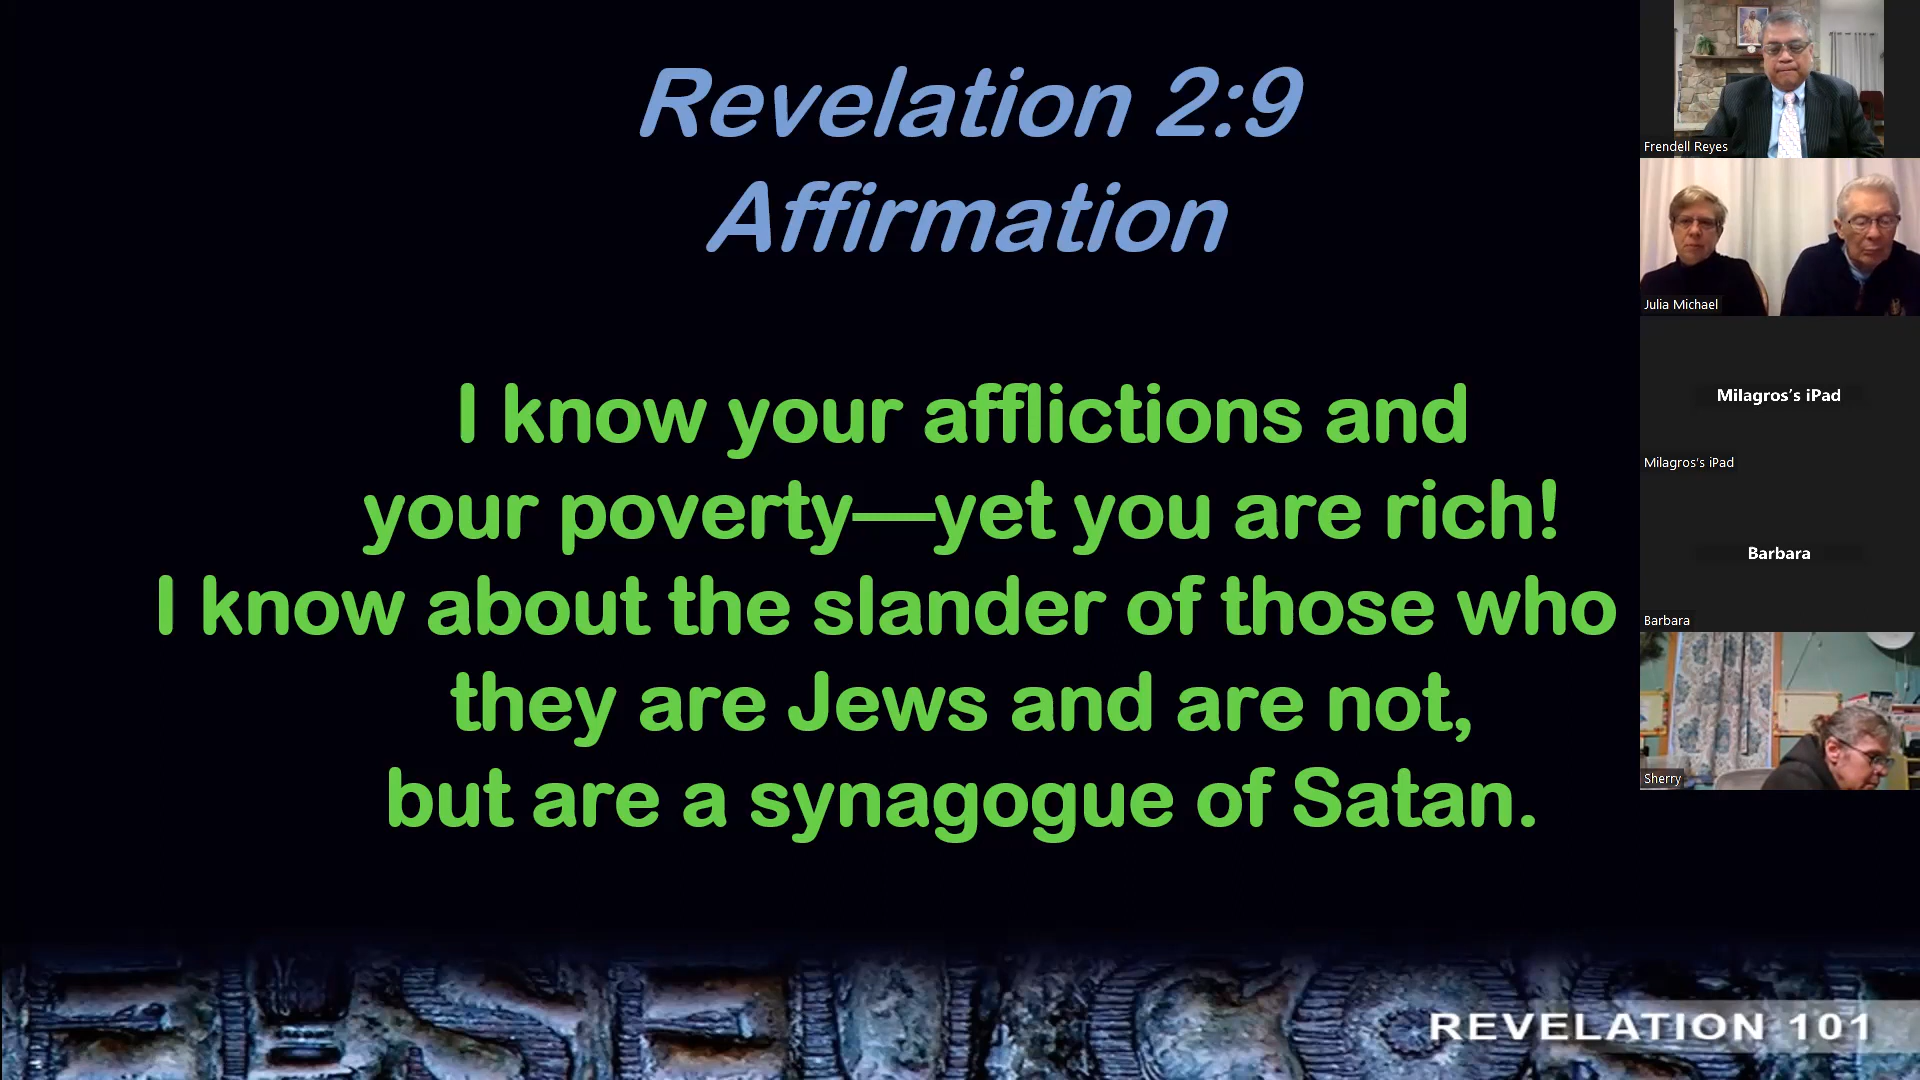 Revelation 2:9
Affirmation
I know your afflictions and
your poverty—yet you are rich!
I know about the slander of those who
they are Jews and are not,
but are a synagogue of Satan.
REVELATION 101
Frendell Reyes
Julia Michael
Milagros's iPad
Milagros's iPad
Barbara
Barbara
Sherry